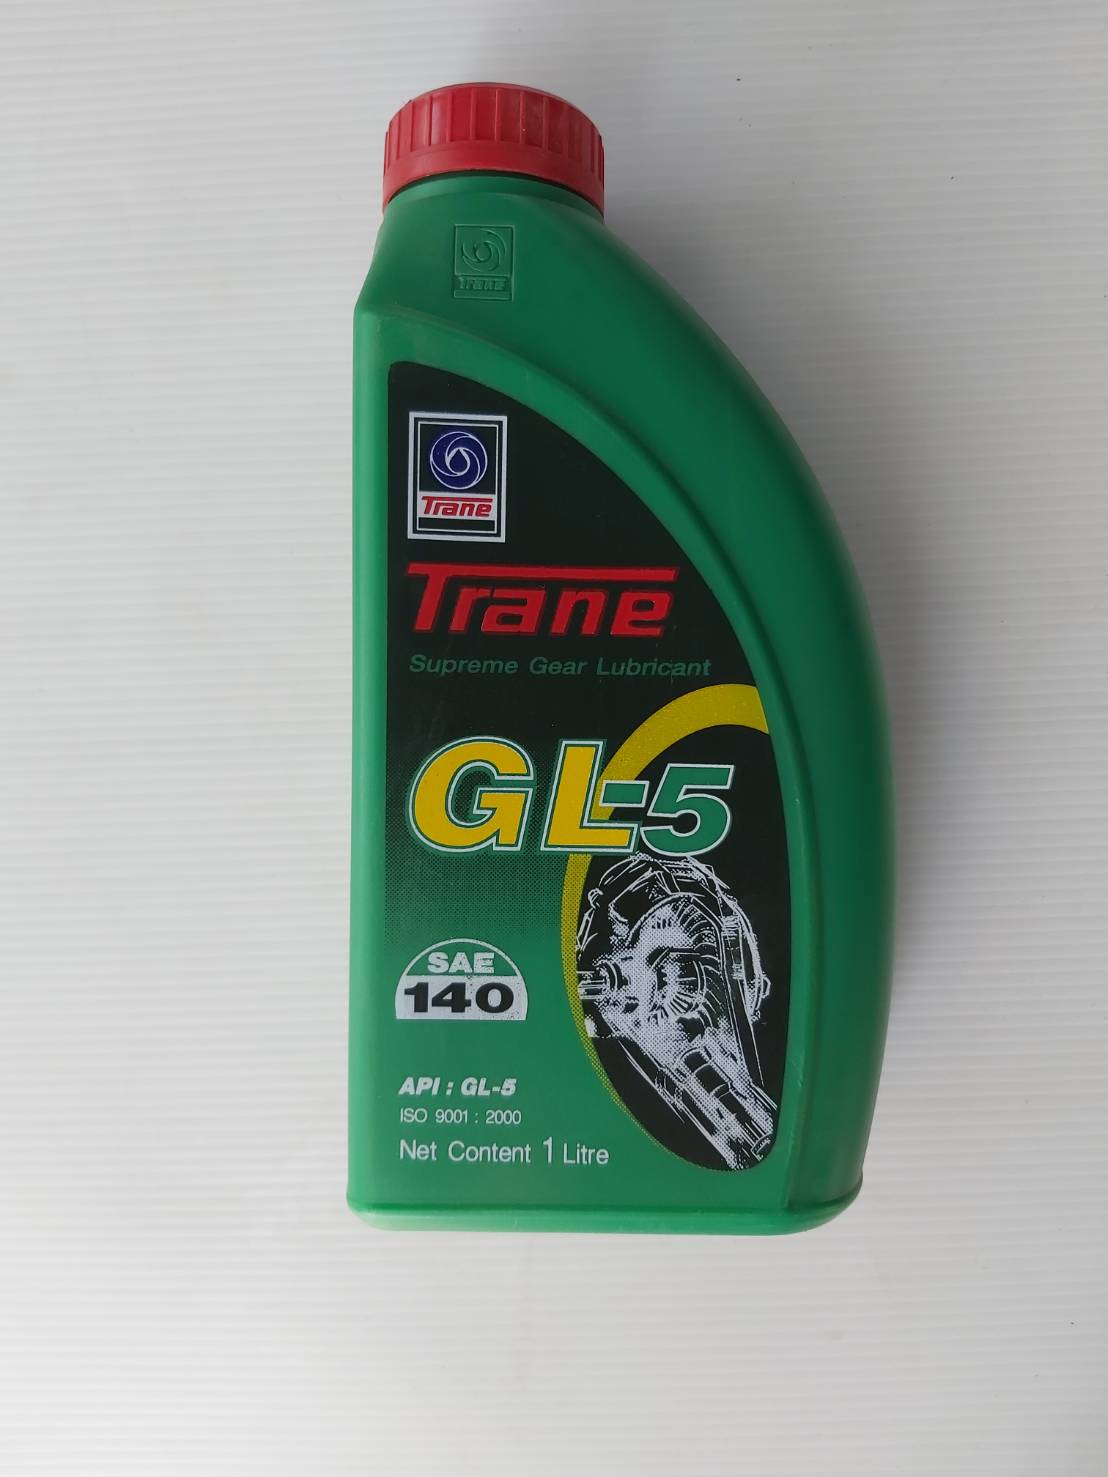 Trane
Trane
Trane
Supreme Gear Lubricant
GL-5
SAE
140
API : GL-5
ISO 9001 : 2000
Net Content 1 Litre